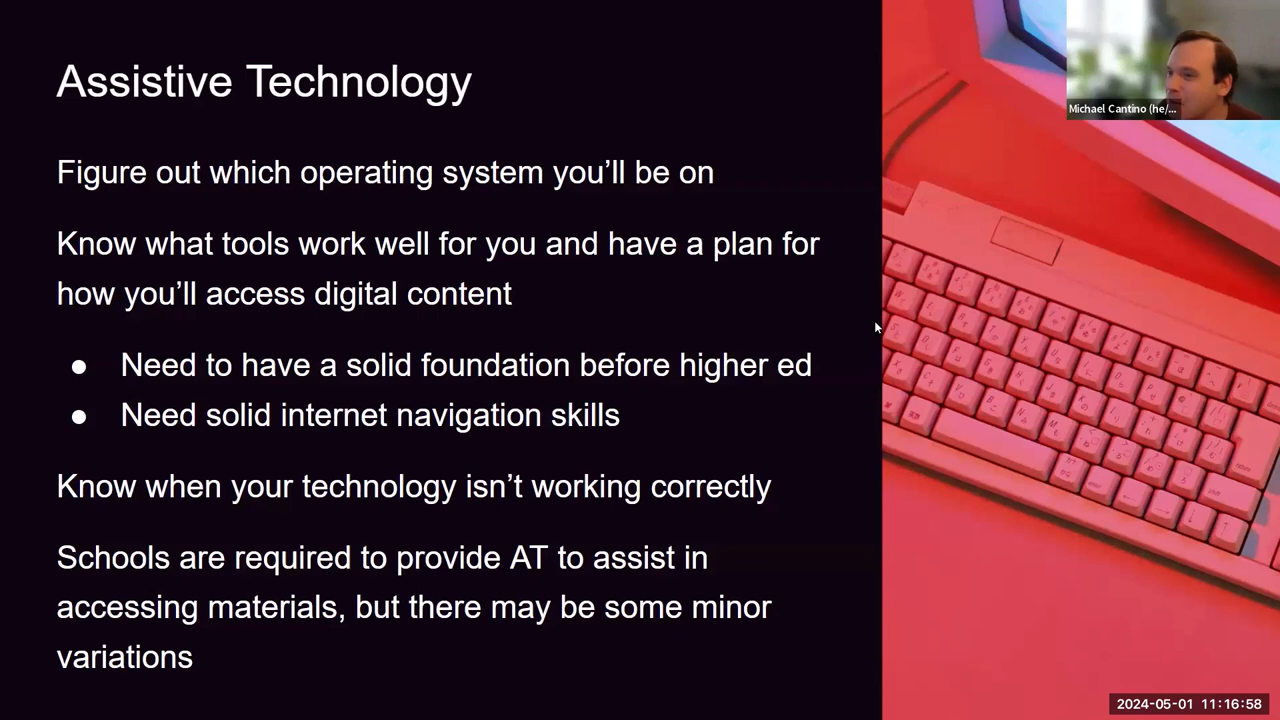 Assistive Technology
Michael Cantino (he/...
Figure out which operating system you’ll be on
Know what tools work well for you and have a plan for
how you’ll access digital content
● Need to have a solid foundation before higher ed
● Need solid internet navigation skills
Know when your technology isn’t working correctly
Schools are required to provide AT to assist in
accessing materials, but there may be some minor
variations
2024-05-01 11:16:58